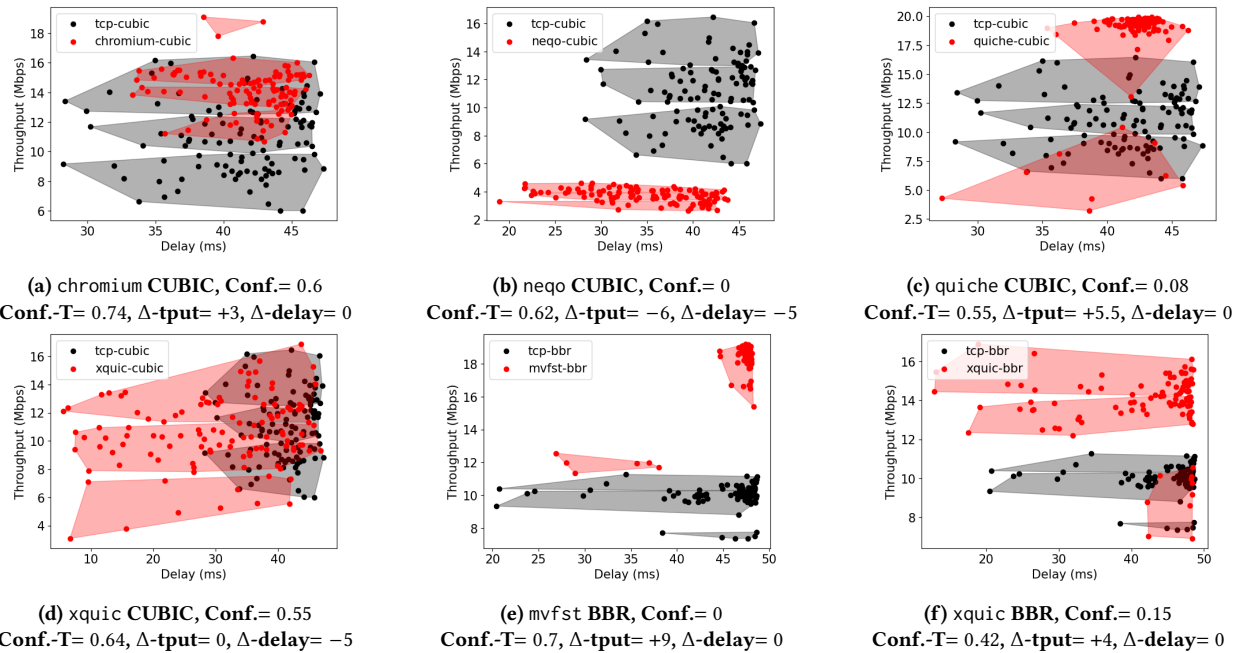 tcp-cubic
chromium-cubic
Throughput (Mbps)
18
16
14
12
10
8
6
30
35
40
45
Delay (ms)
(a) chromium CUBIC, Conf.= 0.6
Conf.-T= 0.74, Δ-tput= +3, Δ-delay= 0
tcp-cubic
neqo-cubic
Throughput (Mbps)
16
14
12
10
8
6
4
2
20
25
30
35
40
45
Delay (ms)
(b) neqo CUBIC, Conf.= 0
Conf.-T= 0.62, Δ-tput= −6, Δ-delay= −5
tcp-cubic
quiche-cubic
Throughput (Mbps)
20.0
17.5
15.0
12.5
10.0
7.5
5.0
2.5
30
35
40
45
Delay (ms)
(c) quiche CUBIC, Conf.= 0.08
Conf.-T= 0.55, Δ-tput= +5.5, Δ-delay= 0
tcp-cubic
xquic-cubic
Throughput (Mbps)
16
14
12
10
8
6
4
10
20
30
40
Delay (ms)
(d) xquic CUBIC, Conf.= 0.55
Conf.-T= 0.64, Δ-tput= 0, Δ-delay= −5
tcp-bbr
mvfst-bbr
Throughput (Mbps)
18
16
14
12
10
8
20
25
30
35
40
45
50
Delay (ms)
(e) mvfst BBR, Conf.= 0
Conf.-T= 0.7, Δ-tput= +9, Δ-delay= 0
tcp-bbr
xquic-bbr
Throughput (Mbps)
16
14
12
10
8
20
30
40
50
Delay (ms)
(f) xquic BBR, Conf.= 0.15
Conf.-T= 0.42, Δ-tput= +4, Δ-delay= 0